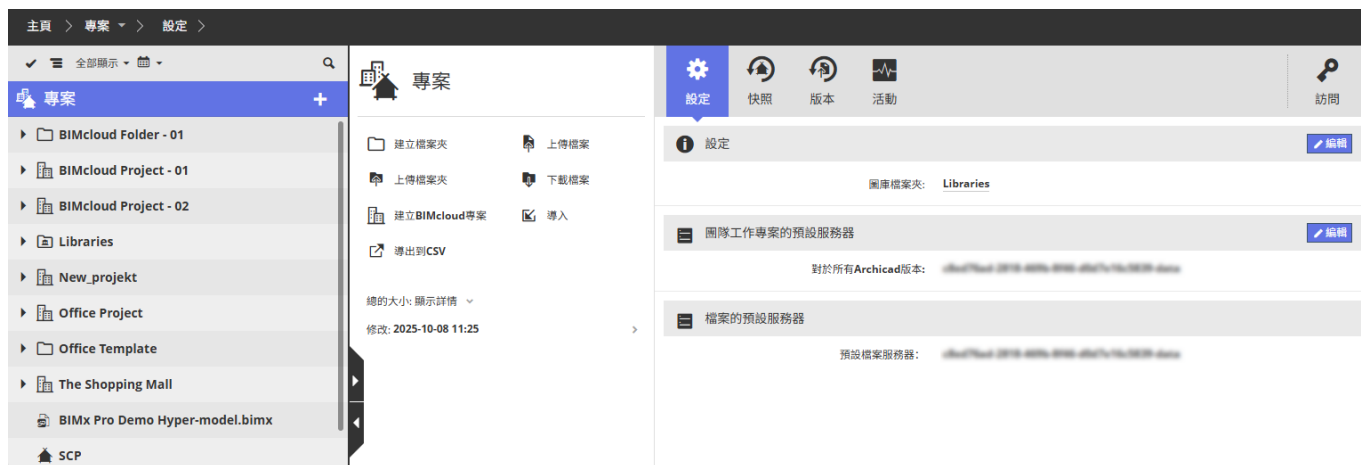 主頁 專案 設定
全部顯示
專案
BIMcloud Folder - 01
BIMcloud Project - 01
BIMcloud Project - 02
Libraries
New_projekt
Office Project
Office Template
The Shopping Mall
BIMx Pro Demo Hyper-model.bimx
SCP
專案
建立檔案夾 上傳檔案
上傳檔案夾 下載檔案
建立BIMcloud專案 導入
導出到CSV
總的大小: 顯示詳情
修改: 2025-10-08 11:25
設定 快照 版本 活動 訪問
設定 編輯
圖庫檔案夾: Libraries
團隊工作專案的預設服務器 編輯
對於所有Archicad版本:
檔案的預設服務器
預設檔案服務器: